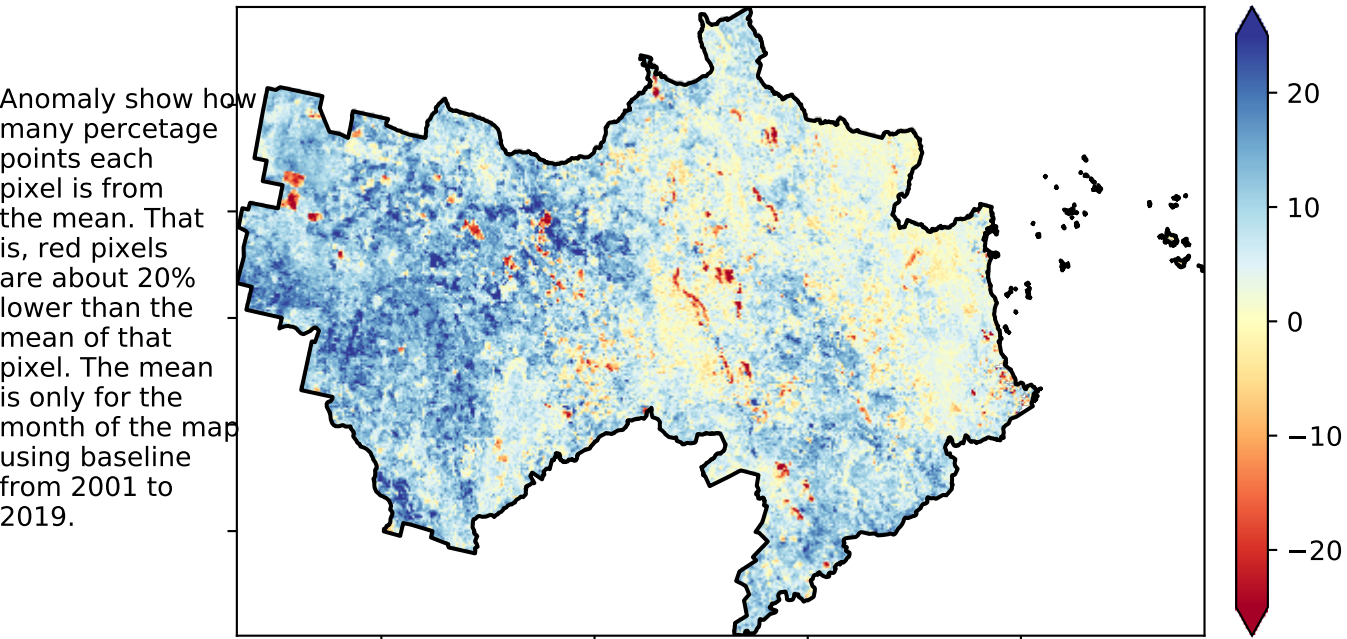 Anomaly show how
many percetage
points each
pixel is from
the mean. That
is, red pixels
are about 20%
lower than the
mean of that
pixel. The mean
is only for the
month of the map
using baseline
from 2001 to
2019.
20
10
0
−10
−20